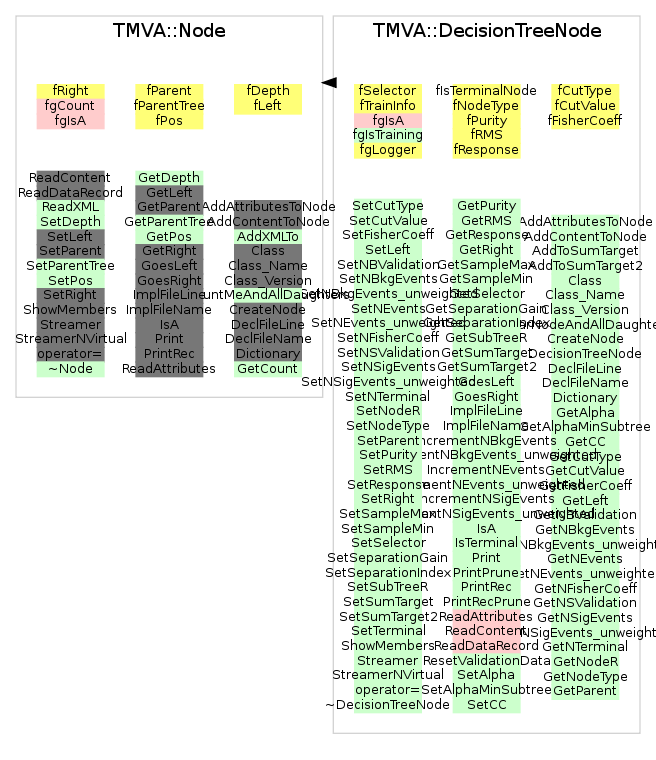 TMVA::Node
fRight
fgCount
fgIsA
fParent
fParentTree
fPos
fDepth
fLeft
ReadContent
ReadDataRecord
ReadXML
SetDepth
SetLeft
SetParent
SetParentTree
SetPos
SetRight
ShowMembers
Streamer
StreamerNVirtual
operator=
~Node
GetDepth
GetLeft
GetParent
GetParentTree
GetPos
GetRight
GoesLeft
GoesRight
ImplFileLine
ImplFileName
IsA
Print
PrintRec
ReadAttributes
AddAttributesToNode
AddContentToNode
AddXMLTo
Class
Class_Name
Class_Version
CreateNode
DeclFileLine
DeclFileName
Dictionary
GetCount
TMVA::DecisionTreeNode
fSelector
fTrainInfo
fgIsA
fgIsTraining
fgLogger
fIsTerminalNode
fNodeType
fPurity
fRMS
fResponse
fCutType
fCutValue
fFisherCoeff
SetCutType
SetCutValue
SetFisherCoeff
SetLeft
SetNBValidation
SetNBkgEvents
SetNBkgEvents_unweighted
SetNEvents
SetNEvents_unweighted
SetNFisherCoeff
SetNSValidation
SetNSigEvents
SetNSigEvents_unweighted
SetNTerminal
SetNodeR
SetNodeType
SetParent
SetPurity
SetRMS
SetResponse
SetRight
SetSampleMax
SetSampleMin
SetSelector
SetSeparationGain
SetSeparationIndex
SetSubTreeR
SetSumTarget
SetSumTarget2
SetTerminal
ShowMembers
Streamer
StreamerNVirtual
operator=
~DecisionTreeNode
GetPurity
GetRMS
GetResponse
GetRight
GetSampleMax
GetSampleMin
GetSelector
GetSeparationGain
GetSeparationIndex
GetSubTreeR
GetSumTarget
GetSumTarget2
GoesLeft
GoesRight
ImplFileLine
ImplFileName
IncrementNBkgEvents
IncrementNEvents
IncrementNSigEvents
IsA
IsTerminal
Print
PrintPrune
PrintRec
PrintRecPrune
ReadAttributes
ReadContent
ReadDataRecord
ResetValidationData
SetAlpha
SetAlphaMinSubtree
SetCC
AddAttributesToNode
AddContentToNode
AddToSumTarget
AddToSumTarget2
Class
Class_Name
Class_Version
CreateNode
DecisionTreeNode
DeclFileLine
DeclFileName
Dictionary
GetAlpha
GetAlphaMinSubtree
GetCC
GetCutType
GetCutValue
GetFisherCoeff
GetLeft
GetNBValidation
GetNBkgEvents
GetNEvents
GetNFisherCoeff
GetNSValidation
GetNSigEvents
GetNTerminal
GetNodeR
GetNodeType
GetParent